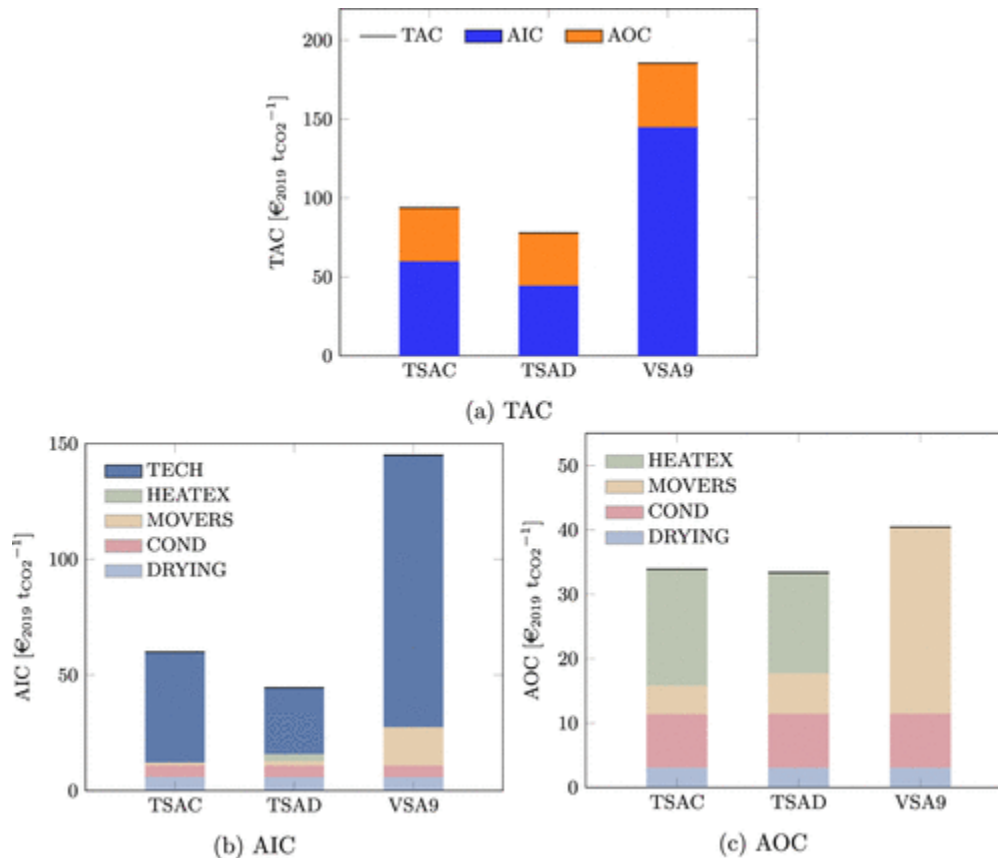 TAC AIC AOC
TAC [€2019 tCO2−1]
200
150
100
50
0
TSAC TSAD VSA9
(a) TAC
AIC [€2019 tCO2−1]
150
100
50
0
TECH
HEATEX
MOVERS
COND
DRYING
TSAC TSAD VSA9
(b) AIC
AOC [€2019 tCO2−1]
50
40
30
20
10
0
HEATEX
MOVERS
COND
DRYING
TSAC TSAD VSA9
(c) AOC